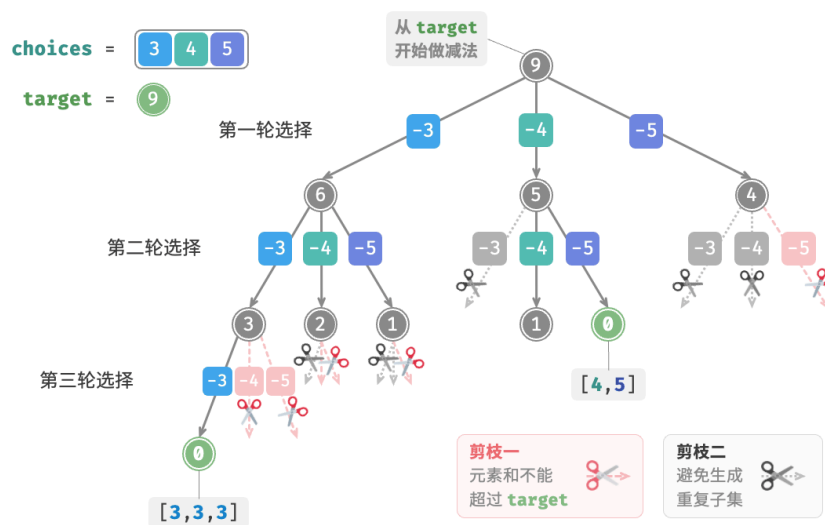 从 target
开始做减法
choices = 3 4 5
target = 9
9
第一轮选择
-3 -4 -5
6 5 4
第二轮选择
-3 -4 -5 -3 -4 -5 -3 -4 -5
3 2 1 1 0
第三轮选择
-3 -4 -5
[4,5]
0
[3,3,3]
剪枝一
元素和不能
超过 target
剪枝二
避免生成
重复子集